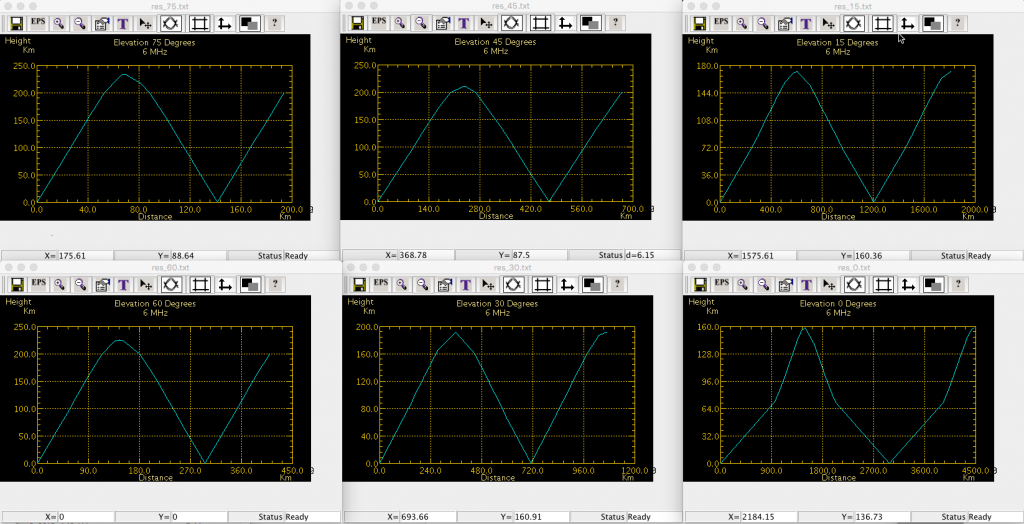 res_75.txt
EPS T ?
Height
Km
Elevation 75 Degrees
6 MHz
250.0
200.0
150.0
100.0
50.0
0.0
0.0 40.0 80.0 120.0 160.0 200.0
Distance Km
X= 175.61 Y= 88.64 Status Ready
res_45.txt
EPS T ?
Height
Km
Elevation 45 Degrees
6 MHz
250.0
200.0
150.0
100.0
50.0
0.0
0.0 140.0 280.0 420.0 560.0 700.0
Distance Km
X= 368.78 Y= 87.5 Status d=6.15
res_15.txt
EPS T ?
Height
Km
Elevation 15 Degrees
6 MHz
180.0
144.0
108.0
72.0
36.0
0.0
0.0 400.0 800.0 1200.0 1600.0 2000.0
Distance Km
X= 1575.61 Y= 160.36 Status Ready
res_60.txt
EPS T ?
Height
Km
Elevation 60 Degrees
6 MHz
250.0
200.0
150.0
100.0
50.0
0.0
0.0 90.0 180.0 270.0 360.0 450.0
Distance Km
X= 0 Y= 0 Status Ready
res_30.txt
EPS T ?
Height
Km
Elevation 30 Degrees
6 MHz
200.0
160.0
120.0
80.0
40.0
0.0
0.0 240.0 480.0 720.0 960.0 1200.0
Distance Km
X= 693.66 Y= 160.91 Status Ready
res_0.txt
EPS T ?
Height
Km
Elevation 0 Degrees
6 MHz
160.0
128.0
96.0
64.0
32.0
0.0
0.0 900.0 1800.0 2700.0 3600.0 4500.0
Distance Km
X= 2184.15 Y= 136.73 Status Ready